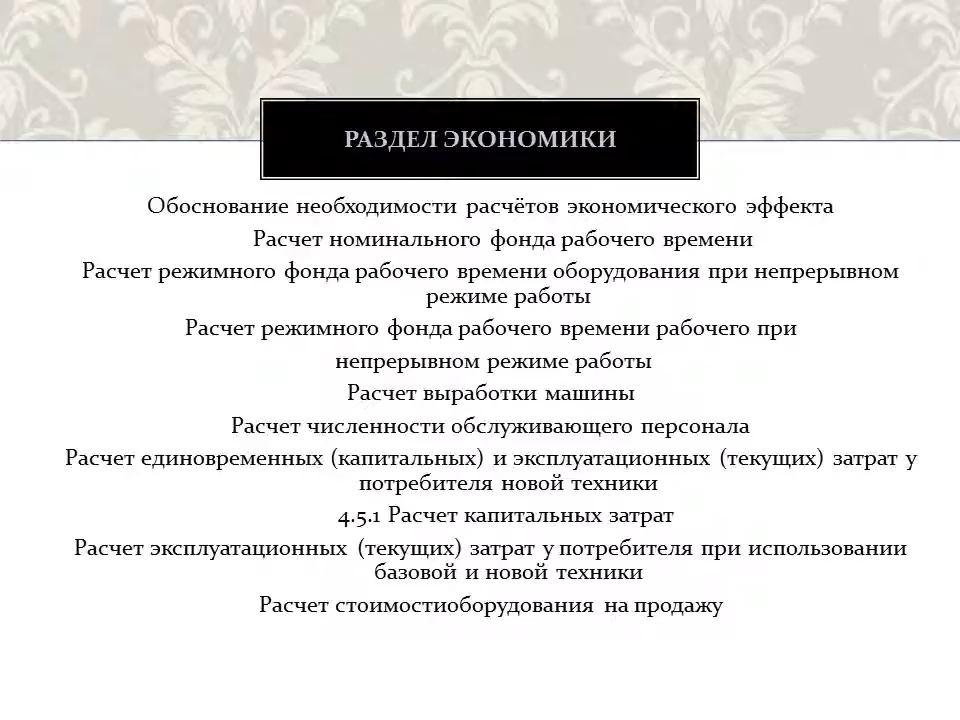 РАЗДЕЛ ЭКОНОМИКИ
Обоснование необходимости расчётов экономического эффекта
Расчет номинального фонда рабочего времени
Расчет режимного фонда рабочего времени оборудования при непрерывном
режиме работы
Расчет режимного фонда рабочего времени рабочего при
непрерывном режиме работы
Расчет выработки машины
Расчет численности обслуживающего персонала
Расчет единовременных (капитальных) и эксплуатационных (текущих) затрат у
потребителя новой техники
4.5.1 Расчет капитальных затрат
Расчет эксплуатационных (текущих) затрат у потребителя при использовании
базовой и новой техники
Расчет стоимостиоборудования на продажу